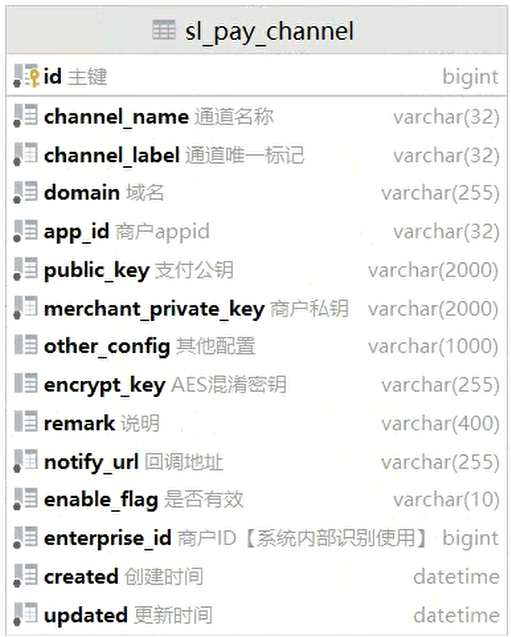 sl_pay_channel
id 主键 bigint
channel_name 通道名称 varchar(32)
channel_label 通道唯一标记 varchar(32)
domain 域名 varchar(255)
app_id 商户appid varchar(32)
public_key 支付公钥 varchar(2000)
merchant_private_key 商户私钥 varchar(2000)
other_config 其他配置 varchar(1000)
encrypt_key AES混淆密钥 varchar(255)
remark 说明 varchar(400)
notify_url 回调地址 varchar(255)
enable_flag 是否有效 varchar(10)
enterprise_id 商户ID【系统内部识别使用】 bigint
created 创建时间 datetime
updated 更新时间 datetime